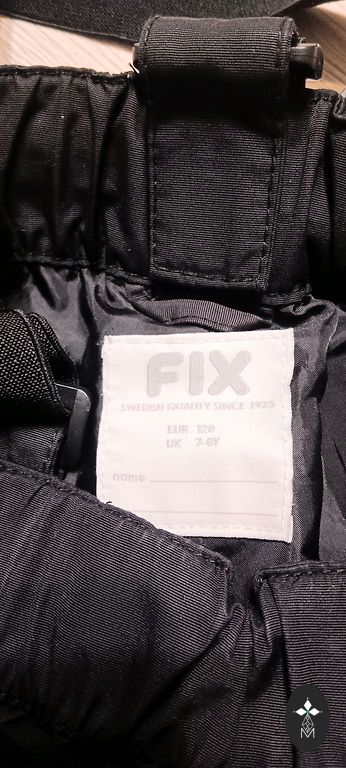 FIX
SWEDISH QUALITY SINCE 1925
EUR 128
UK 7-8Y
name